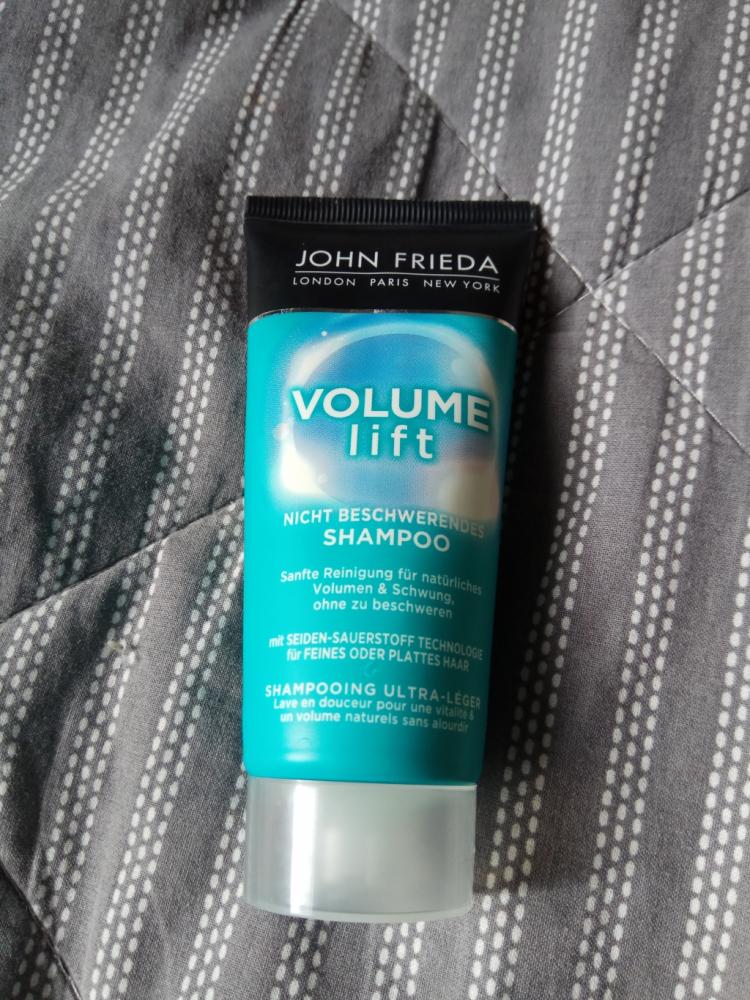 JOHN FRIEDA
LONDON PARIS NEW YORK
VOLUME
lift
NICHT BESCHWERENDES
SHAMPOO
Sanfte Reinigung für natürliches
Volumen & Schwung,
ohne zu beschweren
mit SEIDEN-SAUERSTOFF TECHNOLOGIE
für FEINES ODER PLATTES HAAR
SHAMPOOING ULTRA-LÉGER
Lave en douceur pour une vitalité &
un volume naturels sans alourdir